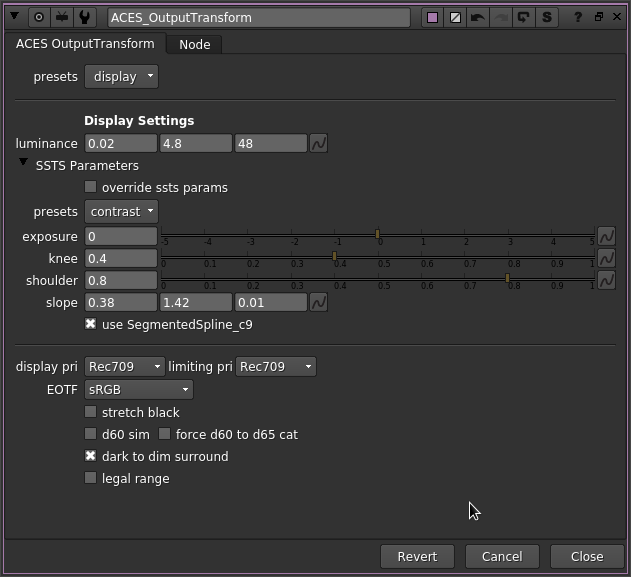 ACES_OutputTransform S ?
ACES OutputTransform Node
presets display
Display Settings
luminance 0.02 4.8 48
SSTS Parameters
override ssts params
presets contrast
exposure 0 -5 -4 -3 -2 -1 0 1 2 3 4 5
knee 0.4 0 0.1 0.2 0.3 0.4 0.5 0.6 0.7 0.8 0.9 1
shoulder 0.8 0 0.1 0.2 0.3 0.4 0.5 0.6 0.7 0.8 0.9 1
slope 0.38 1.42 0.01
use SegmentedSpline_c9
display pri Rec709 limiting pri Rec709
EOTF sRGB
stretch black
d60 sim force d60 to d65 cat
dark to dim surround
legal range
Revert Cancel Close